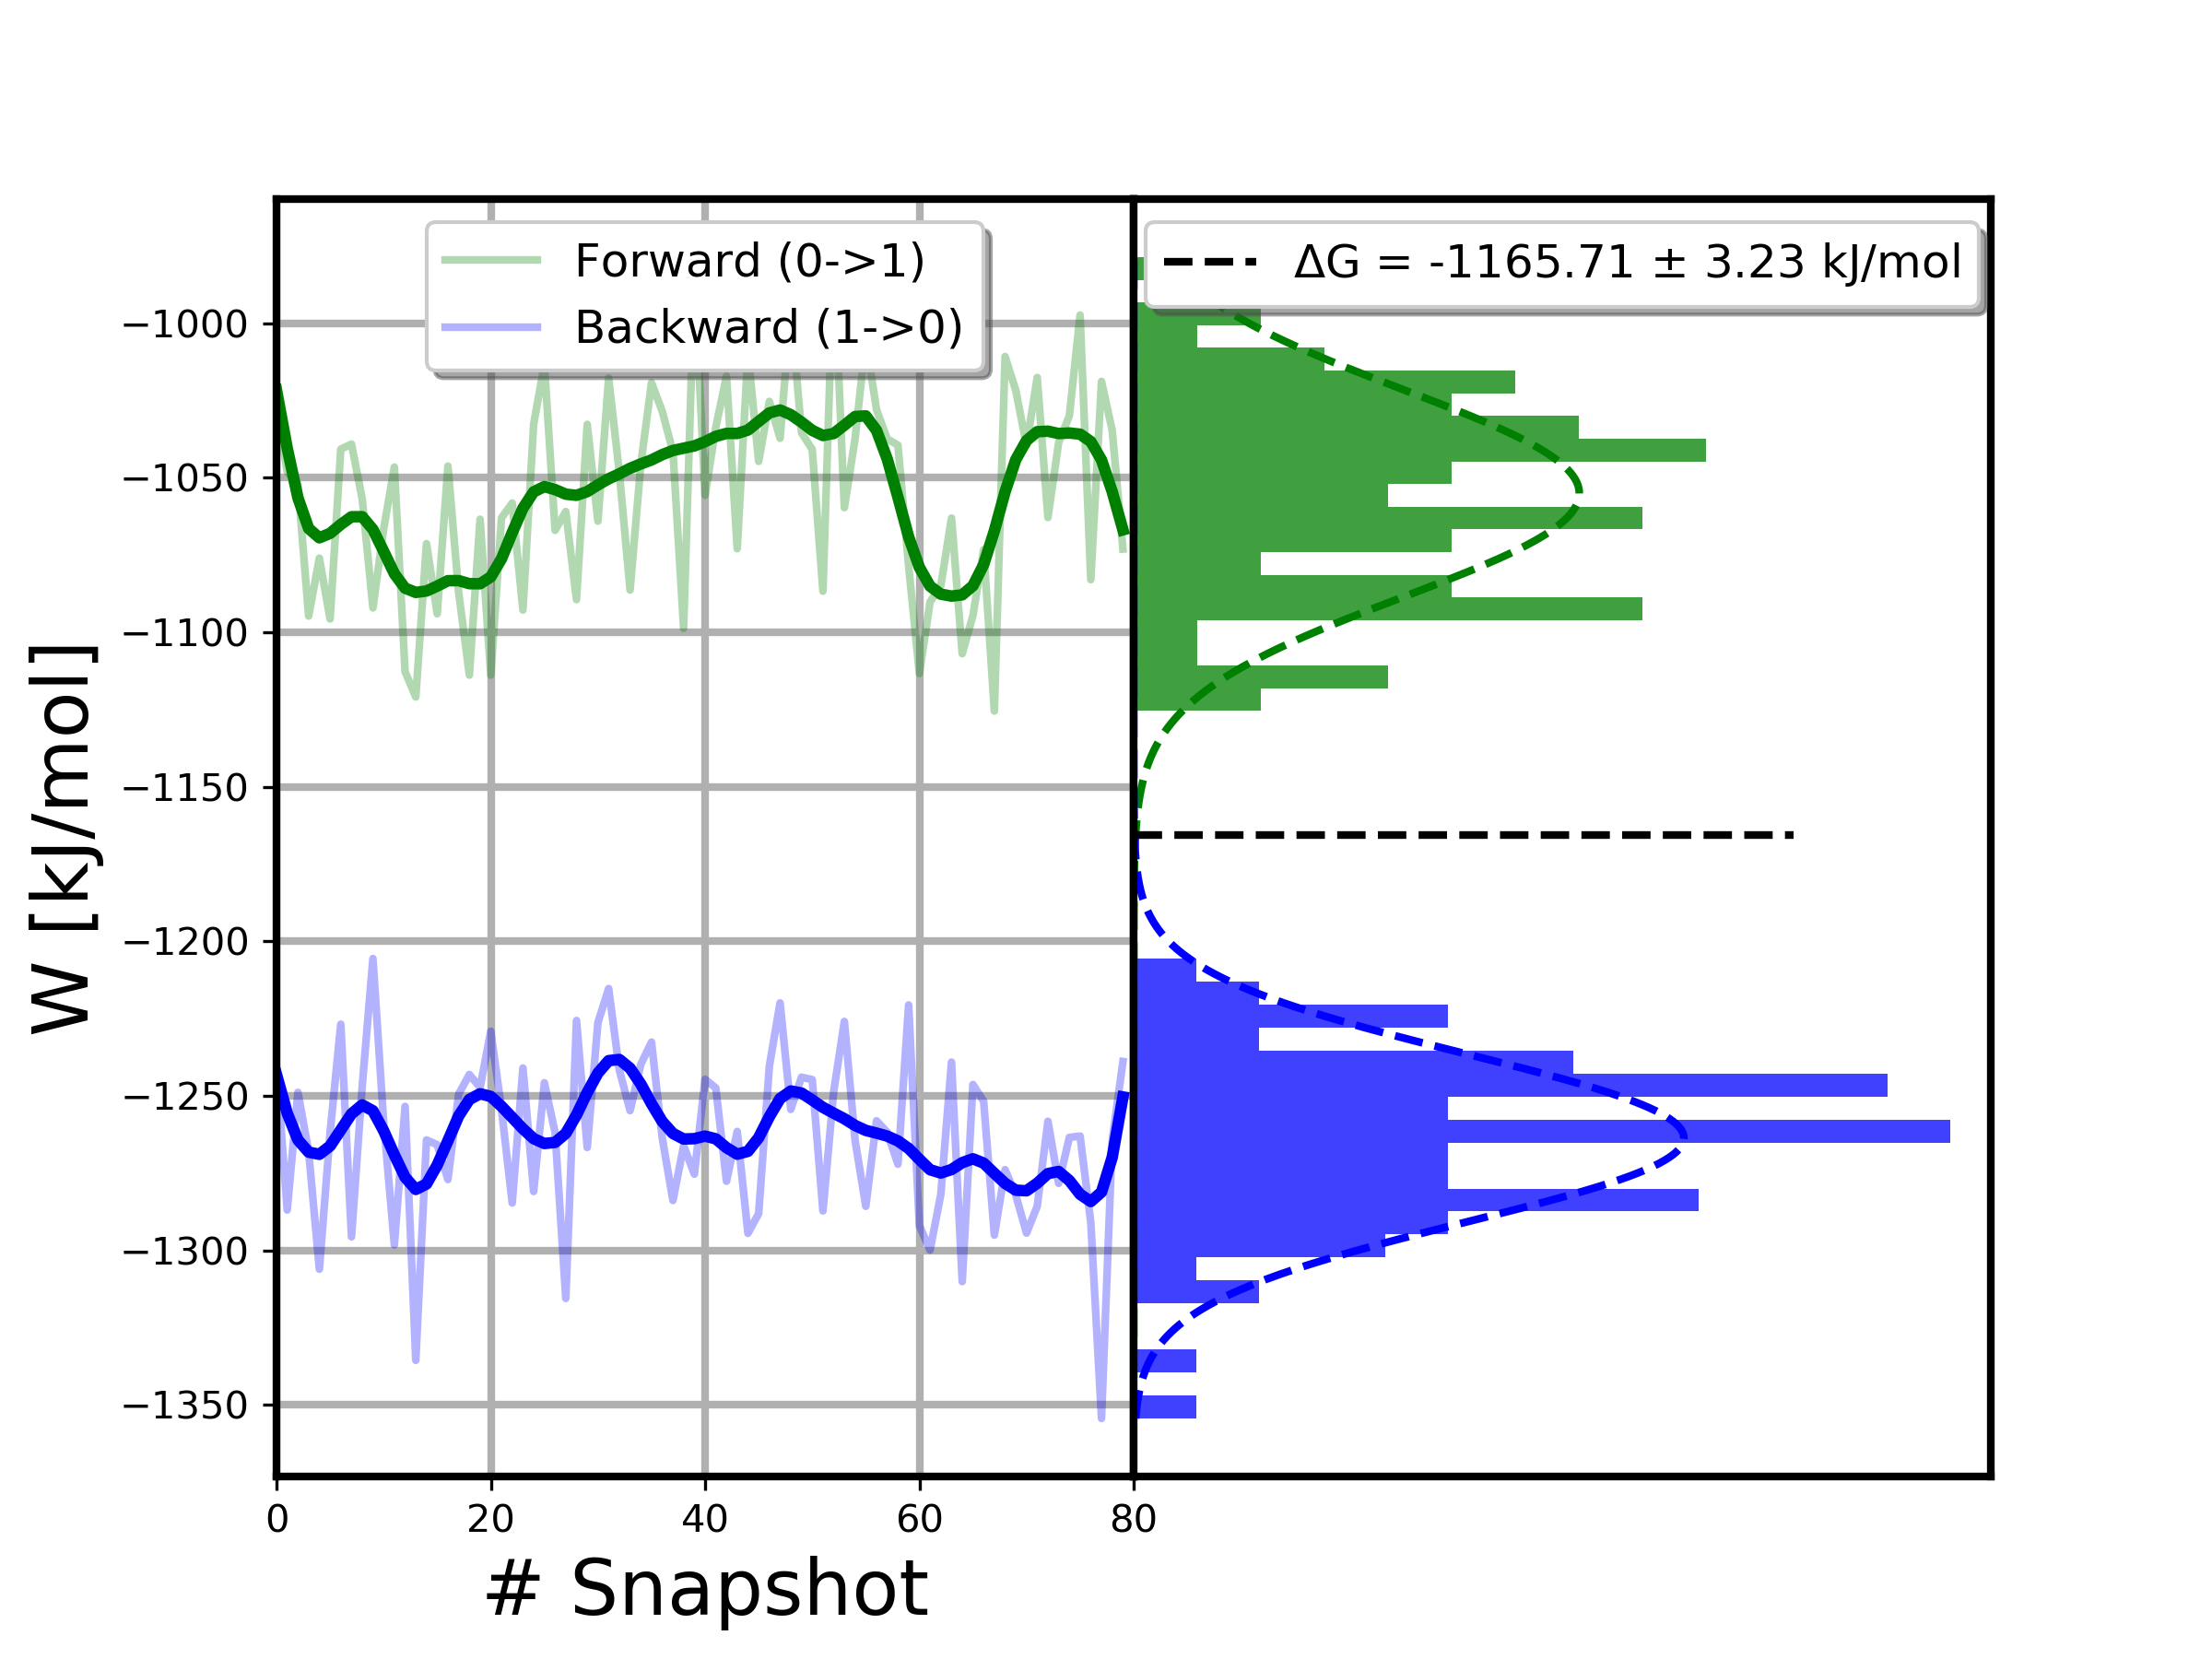 Forward (0->1)
Backward (1->0)
ΔG = -1165.71 ± 3.23 kJ/mol
W [kJ/mol]
−1000
−1050
−1100
−1150
−1200
−1250
−1300
−1350
0 20 40 60 80
# Snapshot